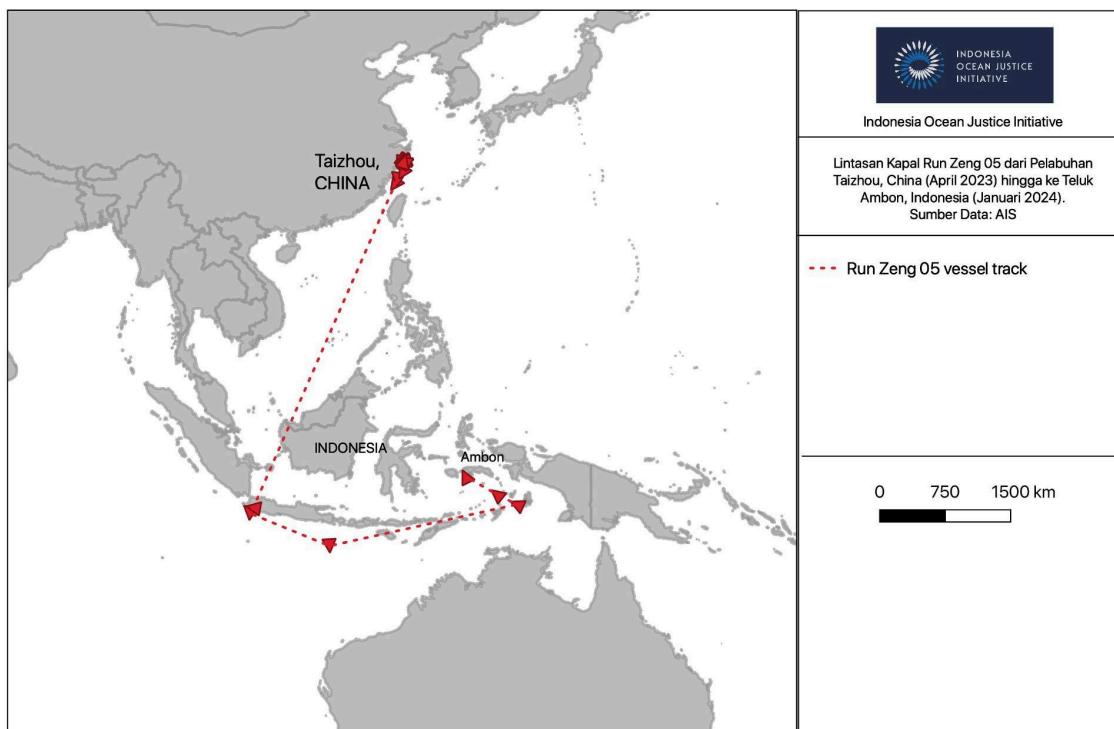 Taizhou,
CHINA
INDONESIA
Ambon
INDONESIA
OCEAN JUSTICE
INITIATIVE
Indonesia Ocean Justice Initiative
Lintasan Kapal Run Zeng 05 dari Pelabuhan
Taizhou, China (April 2023) hingga ke Teluk
Ambon, Indonesia (Januari 2024).
Sumber Data: AIS
Run Zeng 05 vessel track
0 750 1500 km